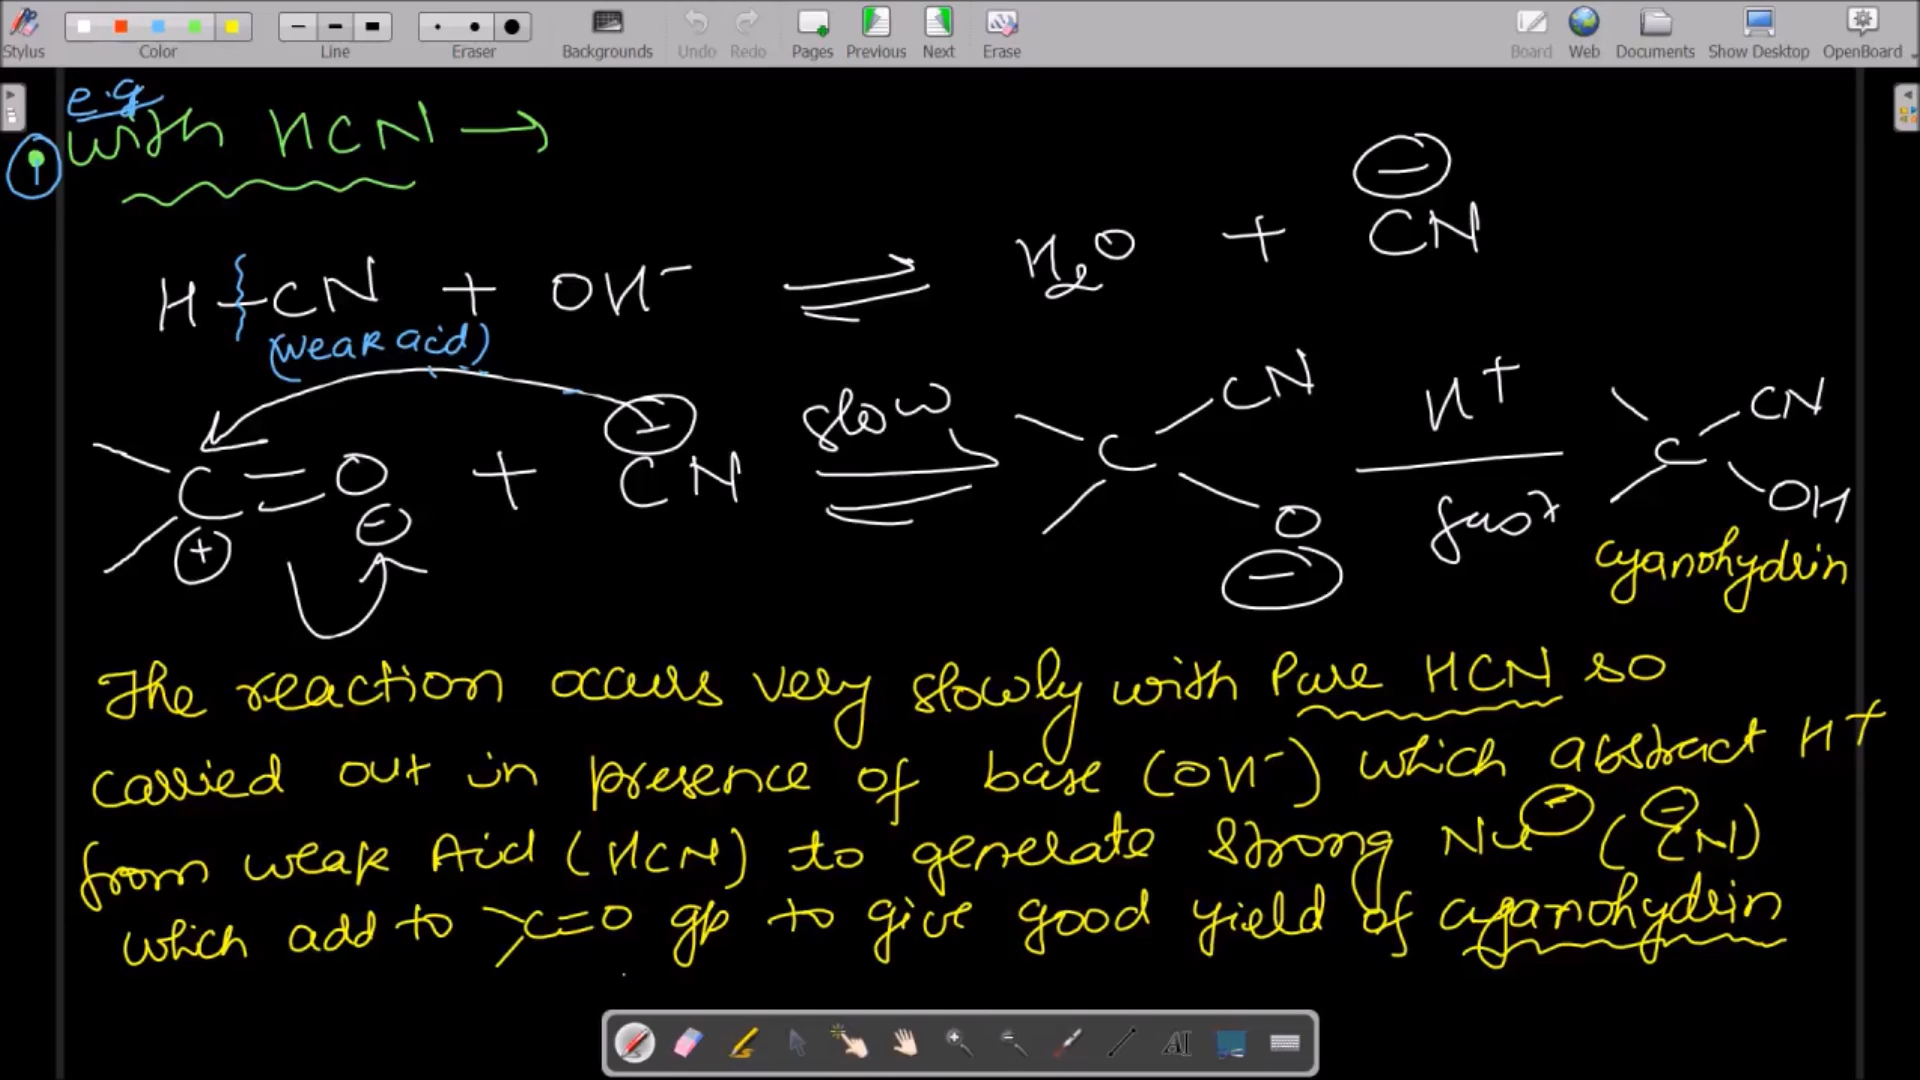 Stylus Color Line Eraser Backgrounds Undo Redo Pages Previous Next Erase Board Web Documents Show Desktop OpenBoard
e.g
1 with HCN →
H-CN + OH⁻ ⇌ H₂O + ⊖CN
(weak acid)
C=O + ⊖CN slow ⇌ C CN O⊖ H⁺ fast C CN OH
⊕ ⊖
cyanohydrin
The reaction occurs very slowly with Pure HCN so
carried out in presence of base (OH⁻) which abstract H⁺
from weak Acid (HCN) to generate strong Nu⊖ (⊖CN)
which add to >C=O gp to give good yield of cyanohydrin